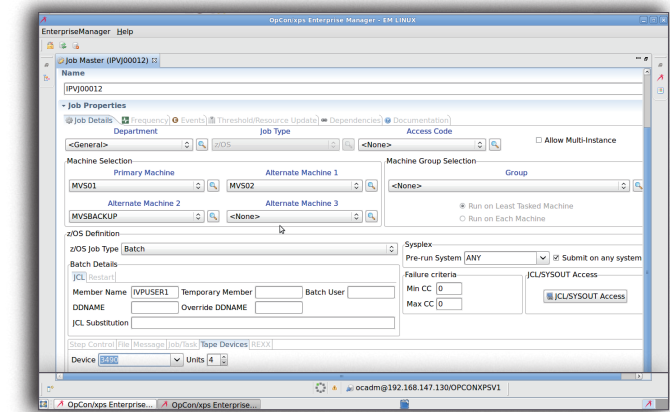 OpCon/xps Enterprise Manager - EM LINUX
EnterpriseManager Help
Job Master (IPVJ00012)
Name
IPVJ00012
Job Properties
Job Details Frequency Events Threshold/Resource Update Dependencies Documentation
Department Job Type Access Code
<General> z/OS <None> Allow Multi-Instance
Machine Selection Machine Group Selection
Primary Machine Alternate Machine 1 Group
MVS01 MVS02 <None>
Alternate Machine 2 Alternate Machine 3 Run on Least Tasked Machine
MVSBACKUP <None> Run on Each Machine
z/OS Definition
z/OS Job Type Batch
Sysplex
Pre-run System ANY Submit on any system
Batch Details
JCL Restart
Failure criteria JCL/SYSOUT Access
Member Name IVPUSER1 Temporary Member Batch User
Min CC 0
JCL/SYSOUT Access
DDNAME Override DDNAME
Max CC 0
JCL Substitution
Step Control File Message Job/Task Tape Devices REXX
Device 3490 Units 4
ocadm@192.168.147.130/OPCONXPSV1
OpCon/xps Enterprise... OpCon/xps Enterprise...